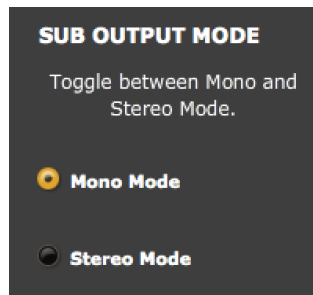 SUB OUTPUT MODE
Toggle between Mono and
Stereo Mode.
Mono Mode
Stereo Mode